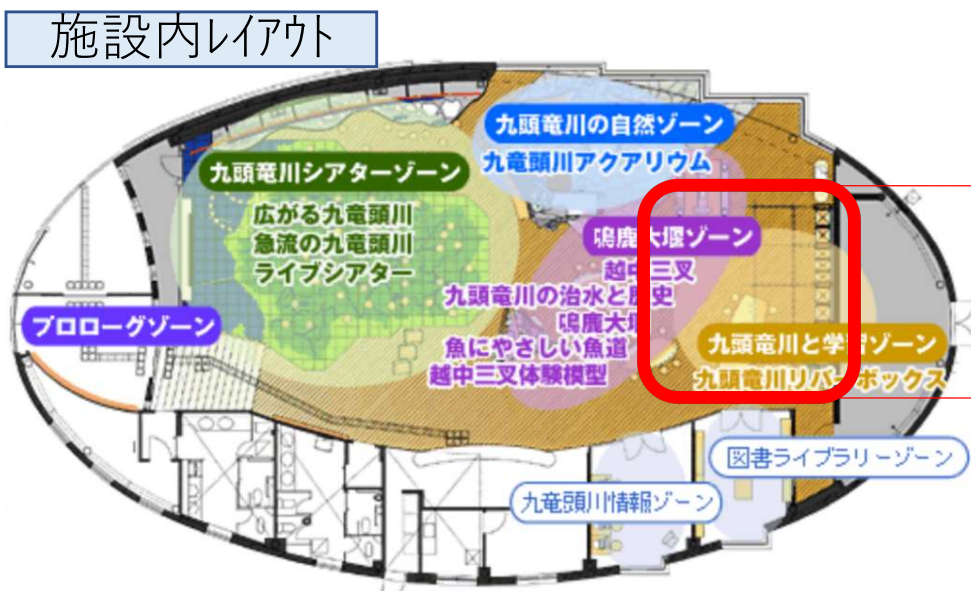 施設内レイアウト
九頭竜川の自然ゾーン
九竜頭川アクアリウム
九頭竜川シアターゾーン
広がる九竜頭川
急流の九竜頭川
ライブシアター
鳴鹿大堰ゾーン
越中三叉
九頭竜川の治水と歴史
鳴鹿大堰
魚にやさしい魚道
越中三叉体験模型
プロローグゾーン
九頭竜川と学習ゾーン
九頭竜川リバーボックス
図書ライブラリーゾーン
九竜頭川情報ゾーン